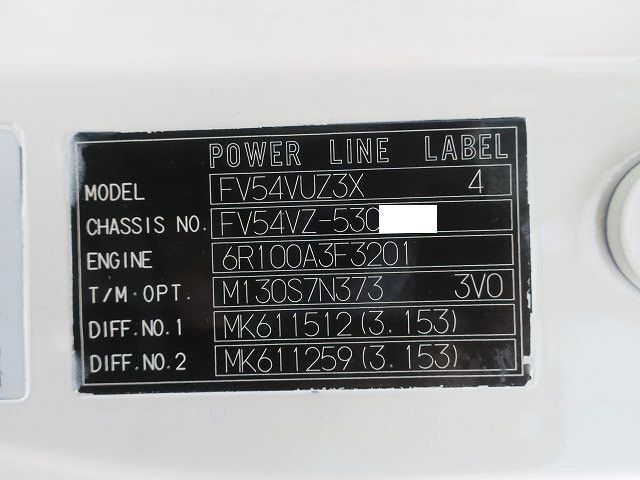 POWER LINE LABEL
MODEL FV54VUZ3X 4
CHASSIS NO. FV54VZ-530
ENGINE 6R100A3F3201
T/M·OPT. M130S7N373 3V0
DIFF.NO.1 MK611512(3.153)
DIFF.NO.2 MK611259(3.153)